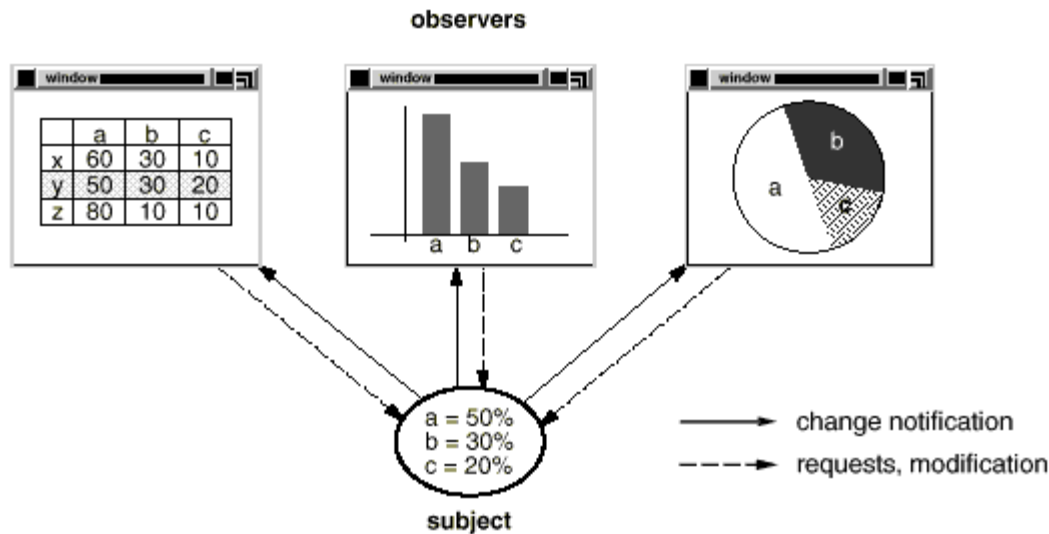 observers
window
window
window
a b c
x 60 30 10
y 50 30 20
z 80 10 10
a b c
a
b
c
a = 50%
b = 30%
c = 20%
subject
change notification
requests, modification